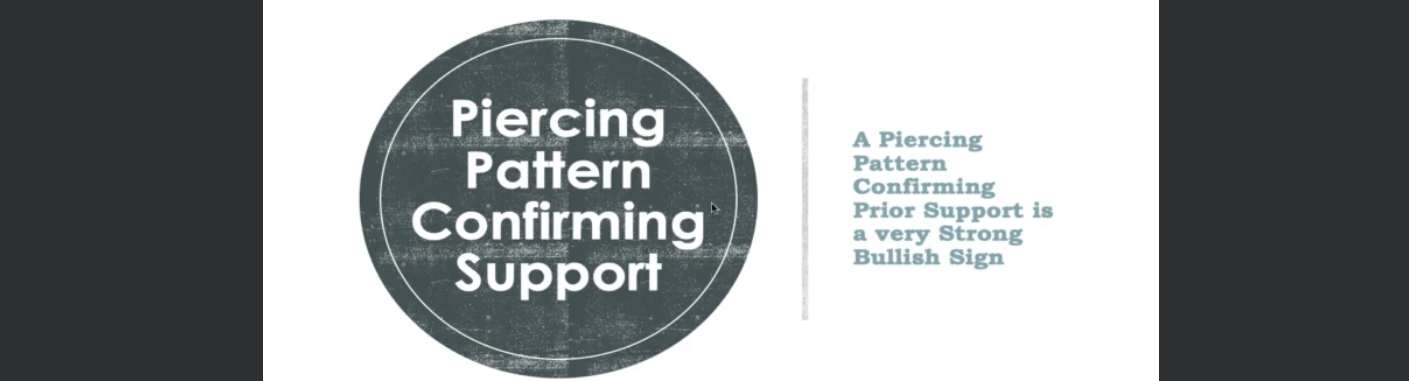 Piercing
Pattern
Confirming
Support
A Piercing
Pattern
Confirming
Prior Support is
a very Strong
Bullish Sign